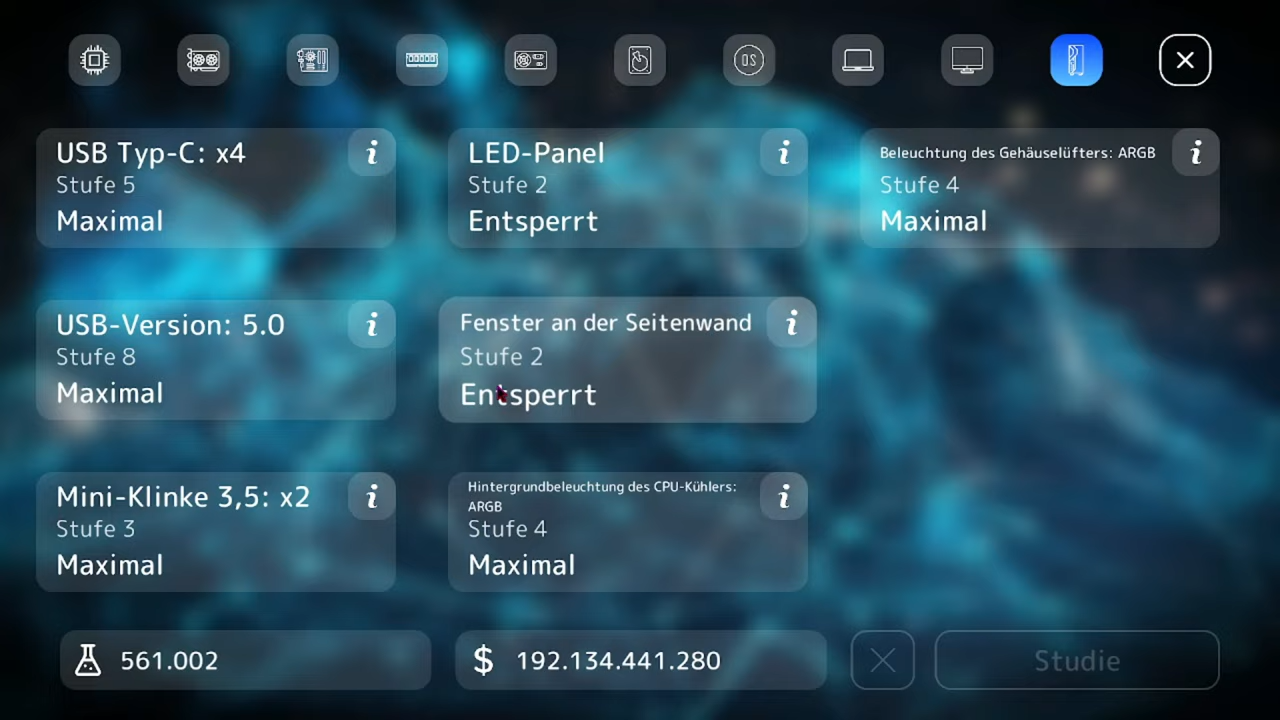 OS
USB Typ-C: x4
Stufe 5
Maximal
LED-Panel
Stufe 2
Entsperrt
Beleuchtung des Gehäuselüfters: ARGB
Stufe 4
Maximal
USB-Version: 5.0
Stufe 8
Maximal
Fenster an der Seitenwand
Stufe 2
Entsperrt
Mini-Klinke 3,5: x2
Stufe 3
Maximal
Hintergrundbeleuchtung des CPU-Kühlers:
ARGB
Stufe 4
Maximal
561.002
$ 192.134.441.280
Studie